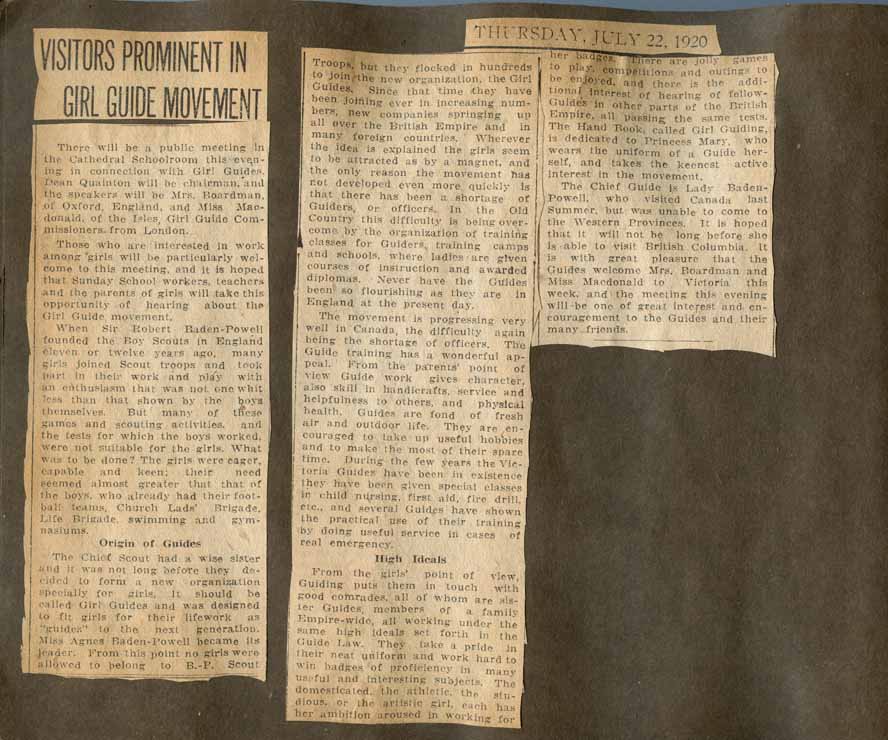 THURSDAY, JULY 22, 1920
VISITORS PROMINENT IN
GIRL GUIDE MOVEMENT
There will be a public meeting in
the Cathedral Schoolroom this even-
ing in connection with Girl Guides.
Dean Quainton will be chairman, and
the speakers will be Mrs. Boardman,
of Oxford, England, and Miss Mac-
donald, of the Isles, Girl Guide Com-
missioners, from London.
Those who are interested in work
among girls will be particularly wel-
come to this meeting, and it is hoped
that Sunday School workers, teachers
and the parents of girls will take this
opportunity of hearing about the
Girl Guide movement.
When Sir Robert Baden-Powell
founded the Boy Scouts in England
eleven or twelve years ago, many
girls joined Scout troops and took
part in their work and play with
an enthusiasm that was not one whit
less than that shown by the boys
themselves. But many of these
games and scouting activities, and
the tests for which the boys worked,
were not suitable for the girls. What
was to be done? The girls were eager,
capable and keen; their need
seemed almost greater that that of
the boys, who already had their foot-
ball teams, Church Lads' Brigade,
Life Brigade, swimming and gym-
nasiums.
Origin of Guides
The Chief Scout had a wise sister
and it was not long before they de-
cided to form a new organization
specially for girls. It should be
called Girl Guides and was designed
to fit girls for their lifework as
"guides" to the next generation.
Miss Agnes Baden-Powell became its
leader. From this point no girls were
allowed to belong to B.-P. Scout
Troops, but they flocked in hundreds
to join the new organization, the Girl
Guides. Since that time they have
been joining ever in increasing num-
bers, new companies springing up
all over the British Empire and in
many foreign countries. Wherever
the idea is explained the girls seem
to be attracted as by a magnet, and
the only reason the movement has
not developed even more quickly is
that there has been a shortage of
Guiders, or officers. In the Old
Country this difficulty is being over-
come by the organization of training
classes for Guiders, training camps
and schools, where ladies are given
courses of instruction and awarded
diplomas. Never have the Guides
been so flourishing as they are in
England at the present day.
The movement is progressing very
well in Canada, the difficulty again
being the shortage of officers. The
Guide training has a wonderful ap-
peal. From the parents' point of
view Guide work gives character,
also skill in handicrafts, service and
helpfulness to others, and physical
health. Guides are fond of fresh
air and outdoor life. They are en-
couraged to take up useful hobbies
and to make the most of their spare
time. During the few years the Vic-
toria Guides have been in existence
they have been given special classes
in child nursing, first aid, fire drill,
etc., and several Guides have shown
the practical use of their training
by doing useful service in cases of
real emergency.
High Ideals
From the girls' point of view,
Guiding puts them in touch with
good comrades, all of whom are sis-
ter Guides, members of a family
Empire-wide, all working under the
same high ideals set forth in the
Guide Law. They take a pride in
their neat uniform and work hard to
win badges of proficiency in many
useful and interesting subjects. The
domesticated, the athletic, the stu-
dious, or the artistic girl, each has
her ambition aroused in working for
her badges. There are jolly games
to play, competitions and outings to
be enjoyed, and there is the addi-
tional interest of hearing of fellow-
Guides in other parts of the British
Empire, all passing the same tests.
The Hand Book, called Girl Guiding,
is dedicated to Princess Mary, who
wears the uniform of a Guide her-
self, and takes the keenest active
interest in the movement.
The Chief Guide is Lady Baden-
Powell, who visited Canada last
Summer, but was unable to come to
the Western Provinces. It is hoped
that it will not be long before she
is able to visit British Columbia. It
is with great pleasure that the
Guides welcome Mrs. Boardman and
Miss Macdonald to Victoria this
week, and the meeting this evening
will be one of great interest and en-
couragement to the Guides and their
many friends.